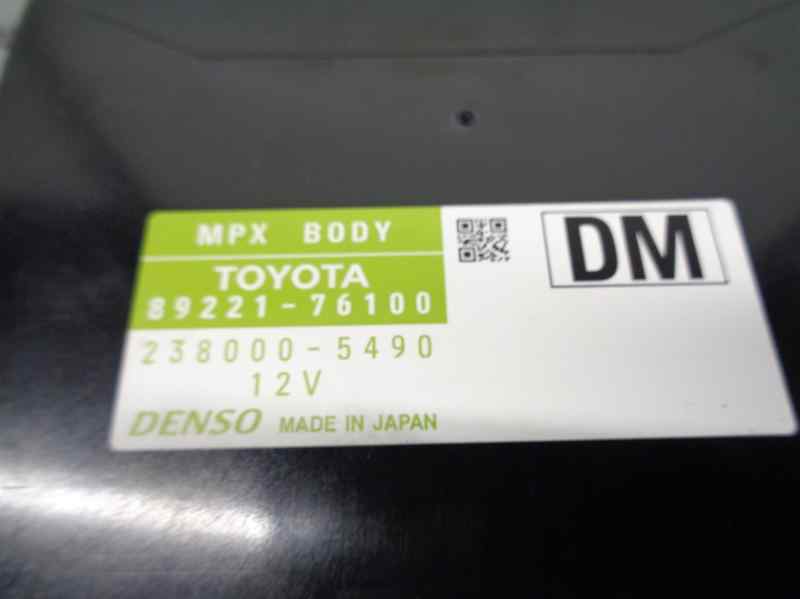 MPX BODY
DM
TOYOTA
89221-76100
238000-5490
12V
DENSO MADE IN JAPAN